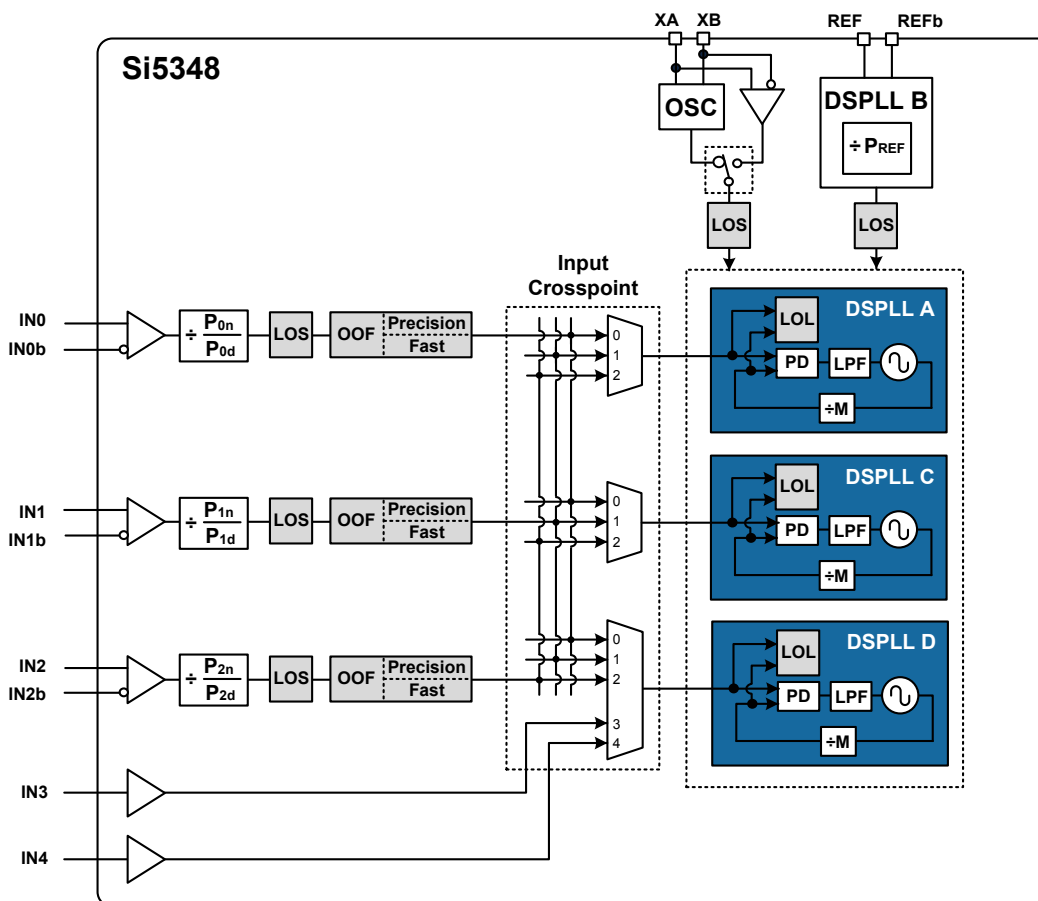 XA XB REF REFb
Si5348
OSC
DSPLL B
÷ PREF
LOS
LOS
Input
Crosspoint
IN0
IN0b
÷ P0n
P0d
LOS
OOF
Precision
Fast
0
1
2
DSPLL A
LOL
PD
LPF
÷M
IN1
IN1b
÷ P1n
P1d
LOS
OOF
Precision
Fast
0
1
2
DSPLL C
LOL
PD
LPF
÷M
IN2
IN2b
÷ P2n
P2d
LOS
OOF
Precision
Fast
0
1
2
3
4
DSPLL D
LOL
PD
LPF
÷M
IN3
IN4